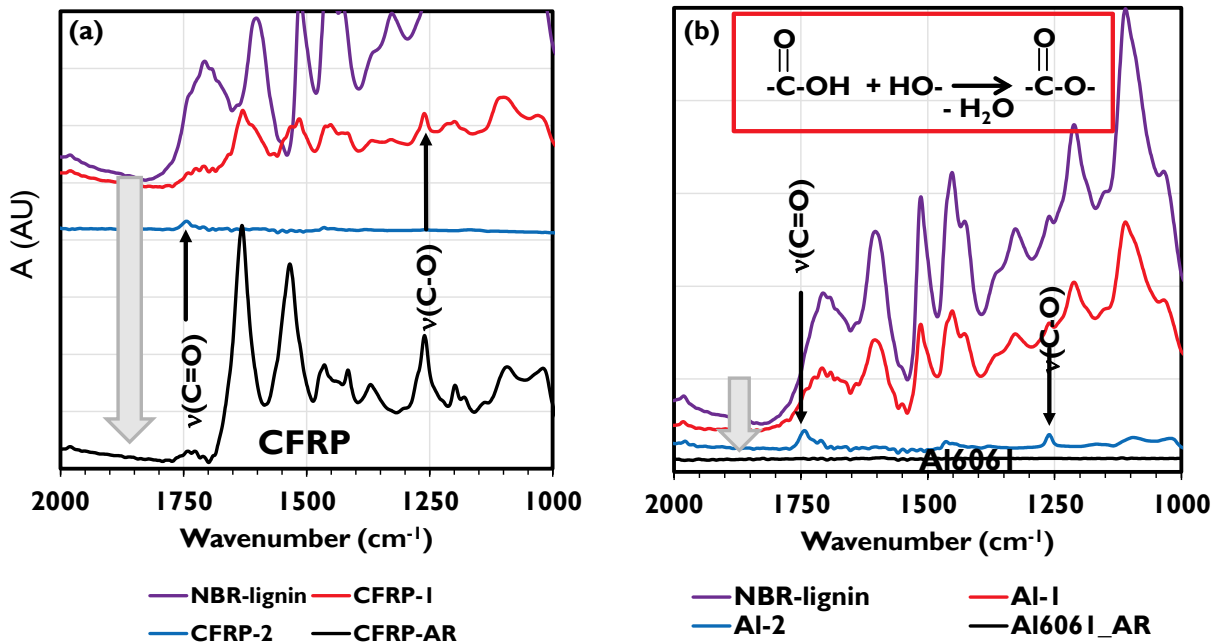 (a)
A (AU)
ν(C=O)
ν(C-O)
CFRP
2000 1750 1500 1250 1000
Wavenumber (cm-1)
NBR-lignin CFRP-1
CFRP-2 CFRP-AR
(b)
O O
-C-OH + HO- -C-O-
- H2O
ν(C=O)
ν(C-O)
Al6061
2000 1750 1500 1250 1000
Wavenumber (cm-1)
NBR-lignin Al-1
Al-2 Al6061_AR